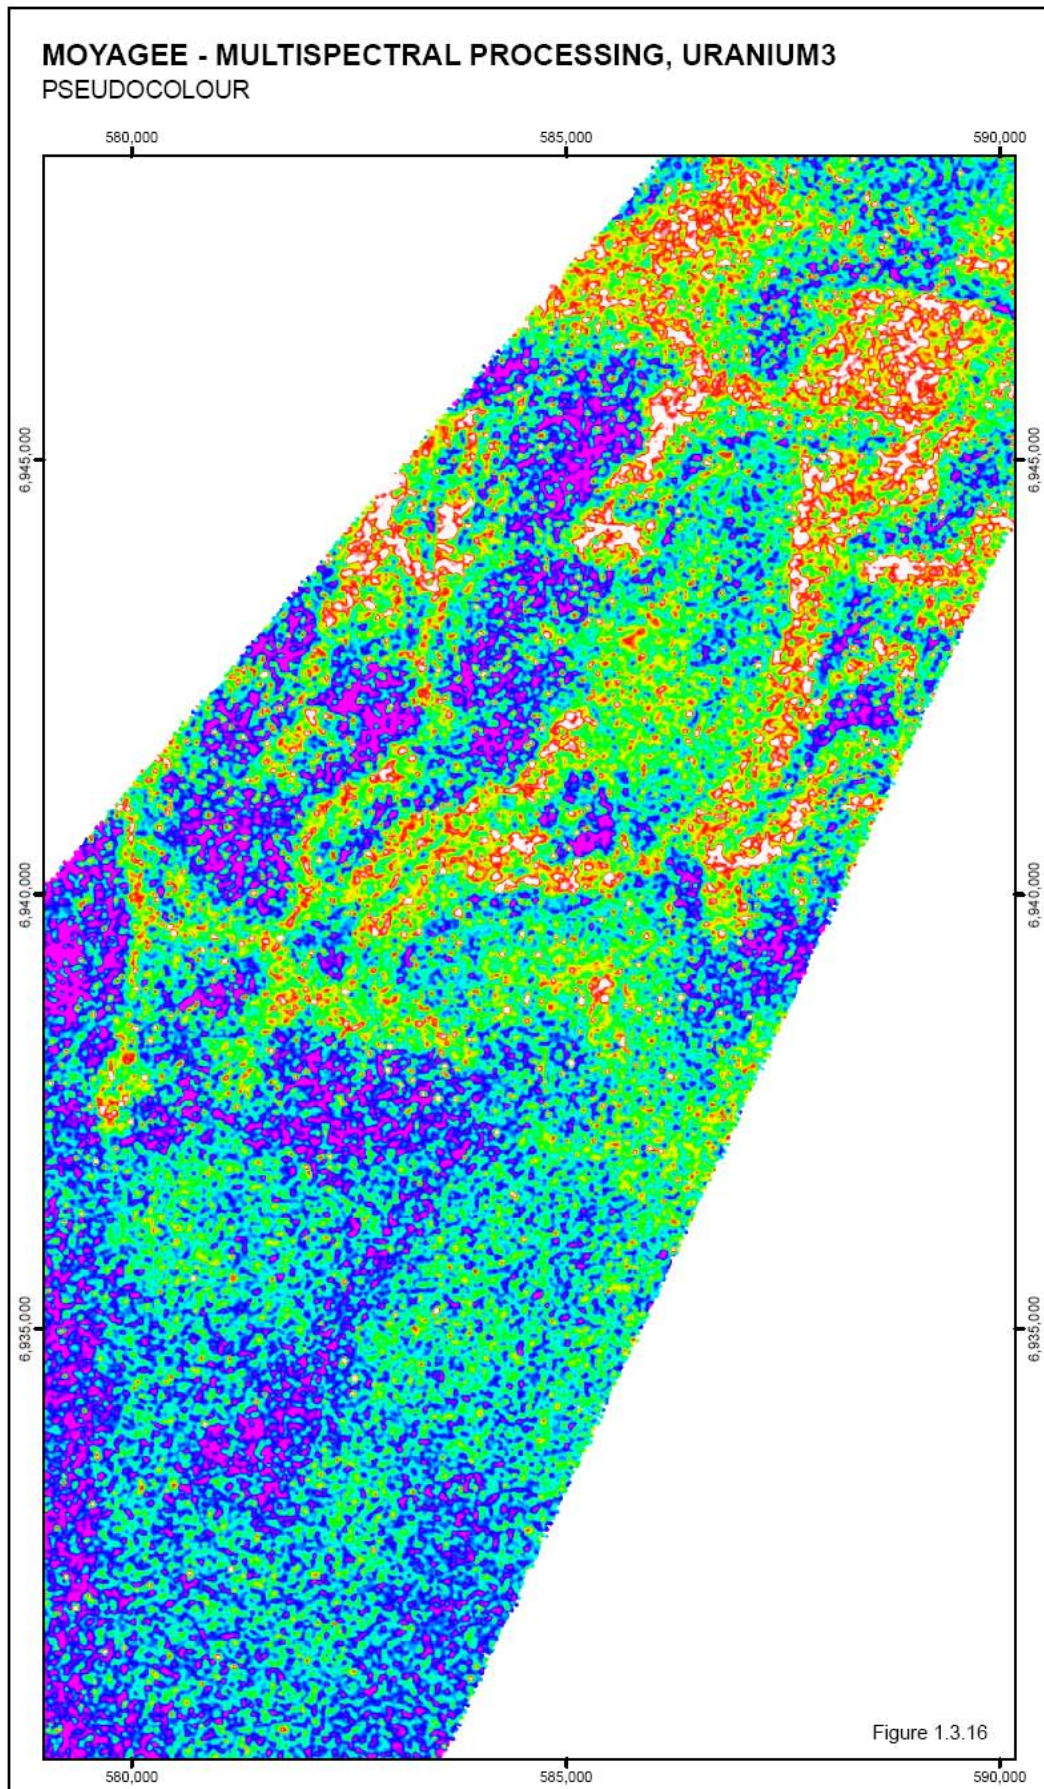 MOYAGEE - MULTISPECTRAL PROCESSING, URANIUM3
PSEUDOCOLOUR
580,000 585,000 590,000
6,945,000 6,945,000
6,940,000 6,940,000
6,935,000 6,935,000
Figure 1.3.16
580,000 585,000 590,000